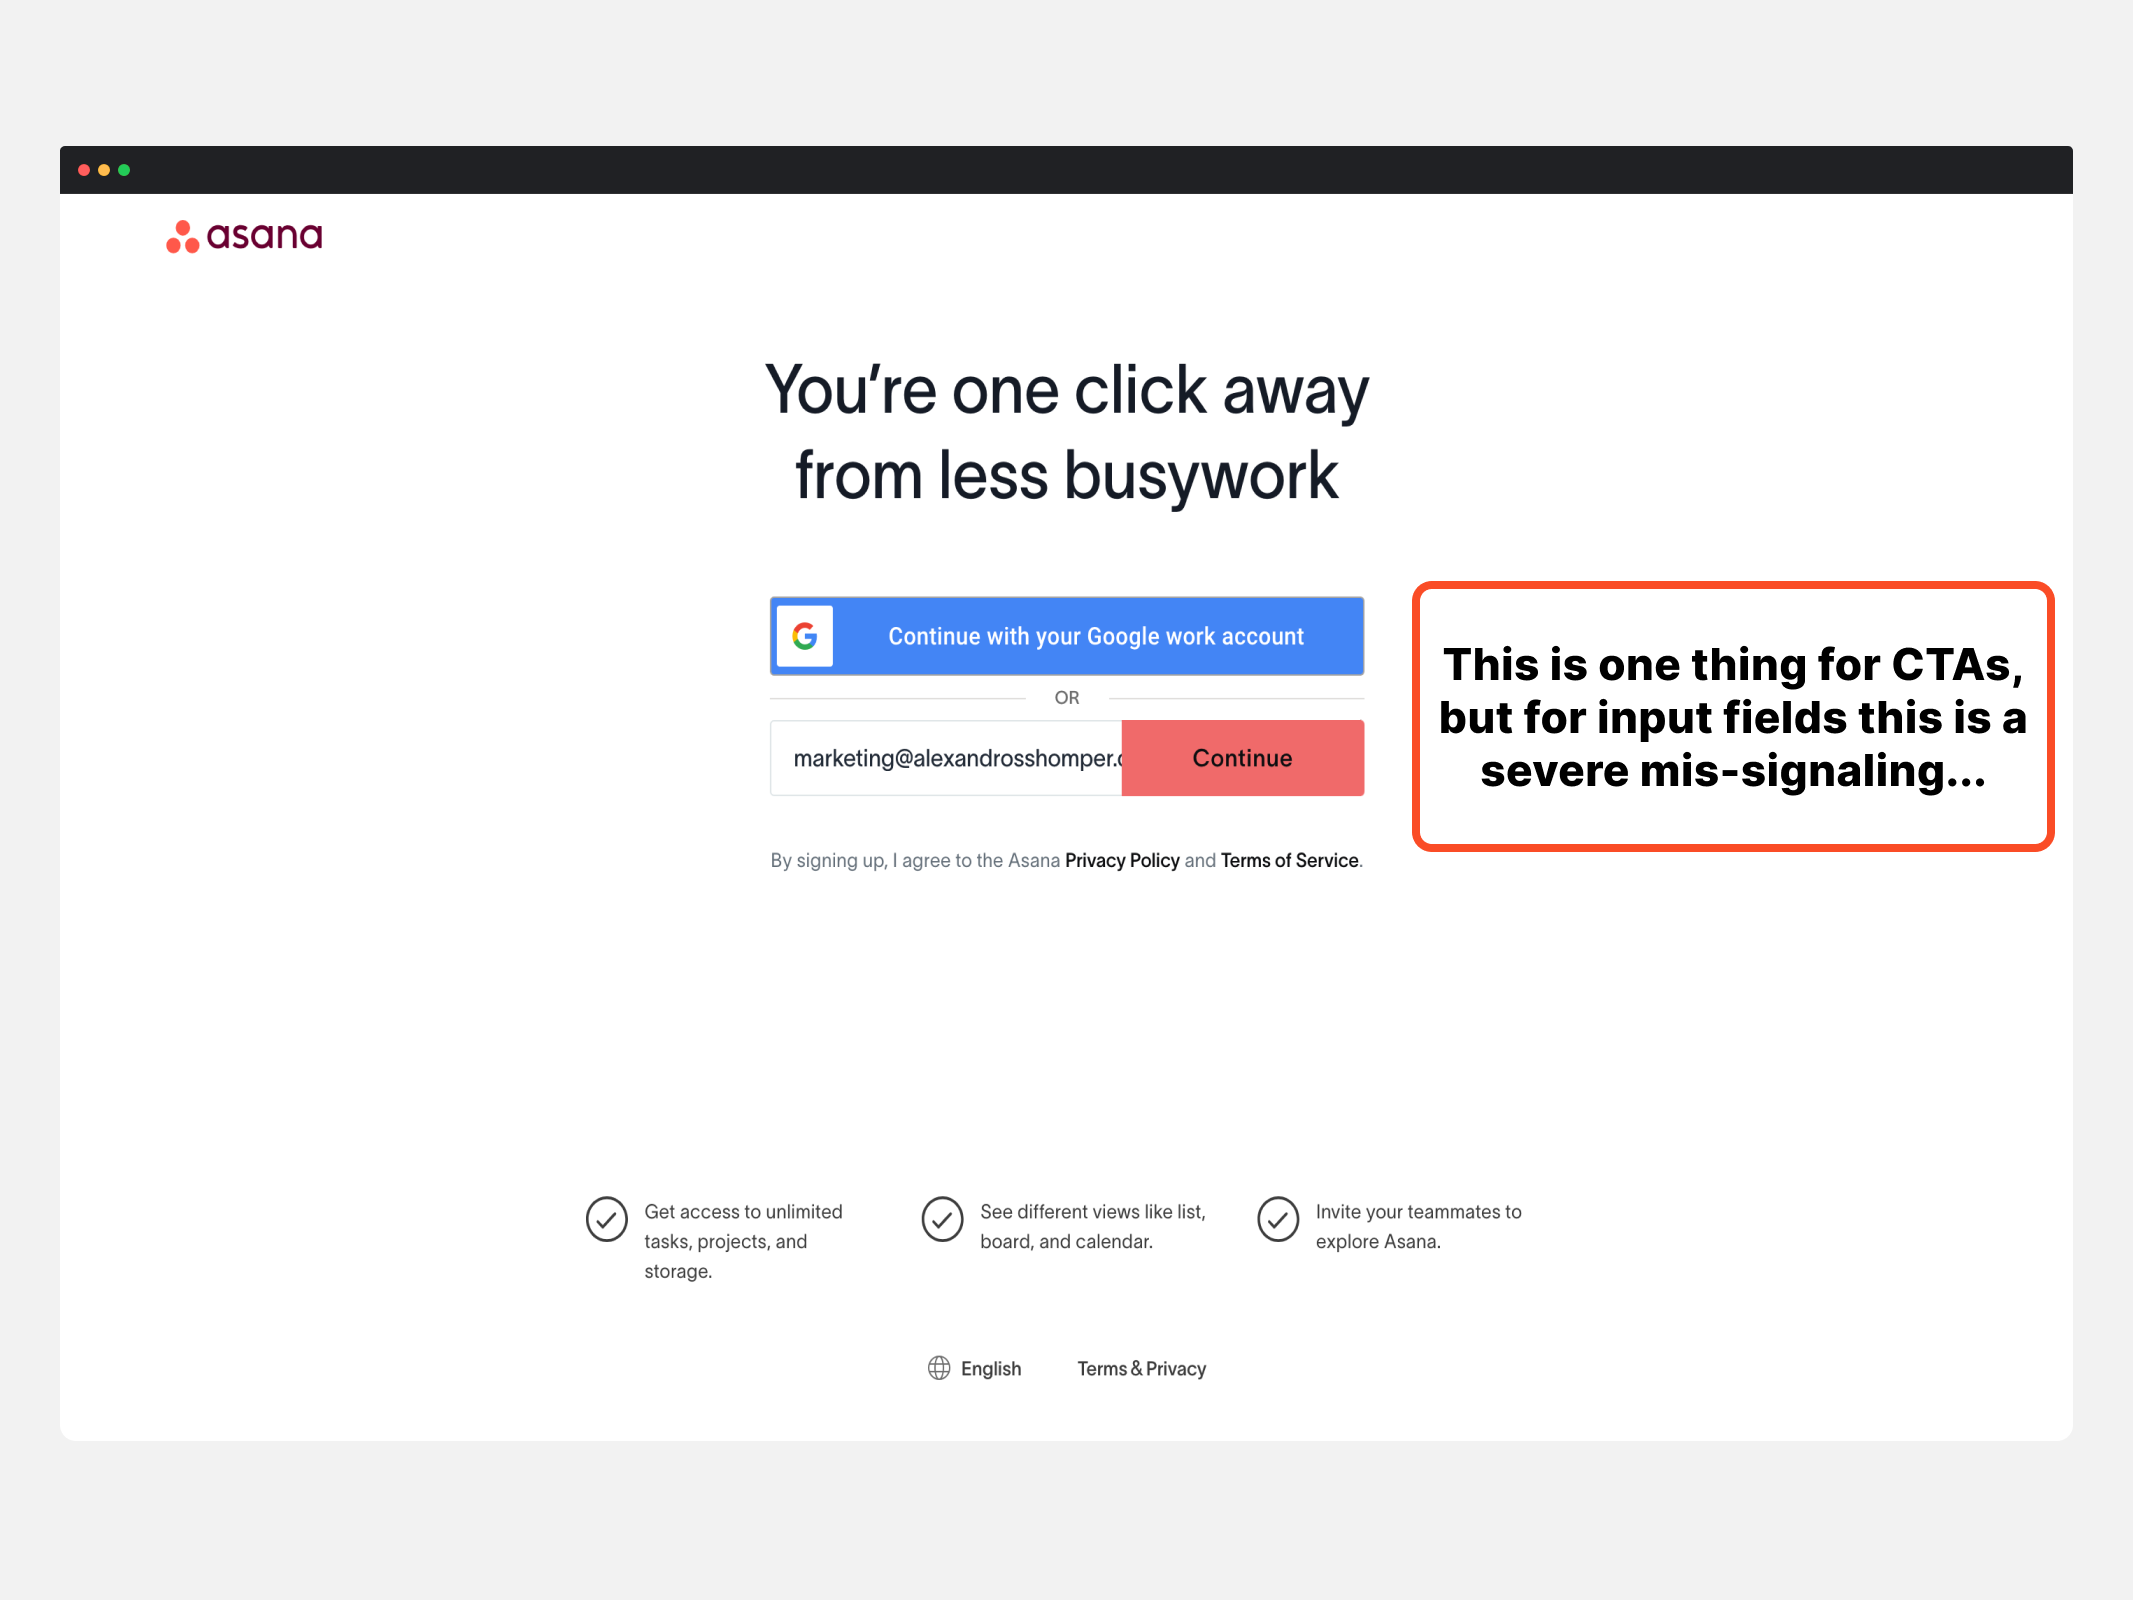 asana
You’re one click away
from less busywork
Continue with your Google work account
OR
marketing@alexandrosshomper.c
Continue
This is one thing for CTAs,
but for input fields this is a
severe mis-signaling...
By signing up, I agree to the Asana Privacy Policy and Terms of Service.
Get access to unlimited
tasks, projects, and
storage.
See different views like list,
board, and calendar.
Invite your teammates to
explore Asana.
English
Terms & Privacy